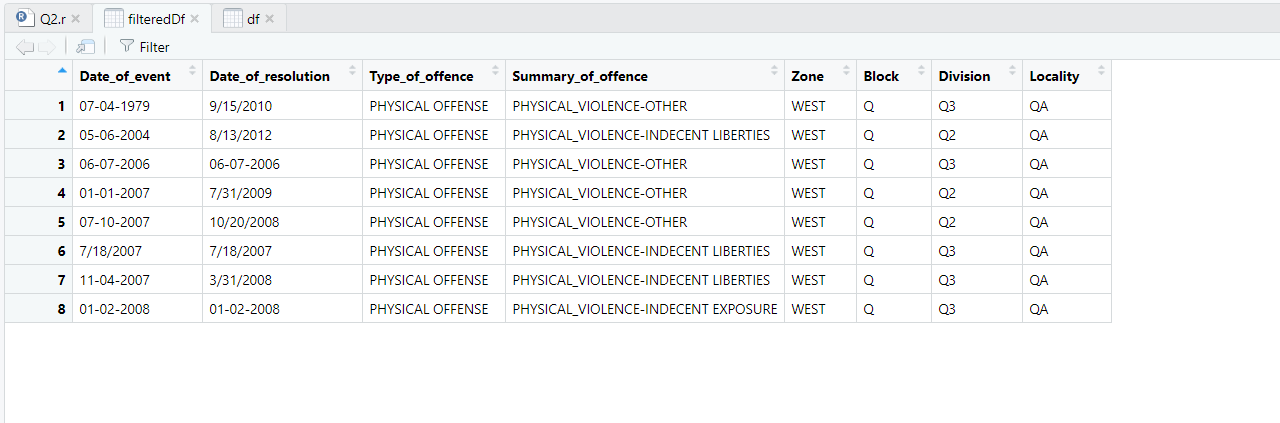 Q2.r filteredDf df
Filter
Date_of_event Date_of_resolution Type_of_offence Summary_of_offence Zone Block Division Locality
1 07-04-1979 9/15/2010 PHYSICAL OFFENSE PHYSICAL_VIOLENCE-OTHER WEST Q Q3 QA
2 05-06-2004 8/13/2012 PHYSICAL OFFENSE PHYSICAL_VIOLENCE-INDECENT LIBERTIES WEST Q Q2 QA
3 06-07-2006 06-07-2006 PHYSICAL OFFENSE PHYSICAL_VIOLENCE-OTHER WEST Q Q3 QA
4 01-01-2007 7/31/2009 PHYSICAL OFFENSE PHYSICAL_VIOLENCE-OTHER WEST Q Q2 QA
5 07-10-2007 10/20/2008 PHYSICAL OFFENSE PHYSICAL_VIOLENCE-OTHER WEST Q Q2 QA
6 7/18/2007 7/18/2007 PHYSICAL OFFENSE PHYSICAL_VIOLENCE-INDECENT LIBERTIES WEST Q Q3 QA
7 11-04-2007 3/31/2008 PHYSICAL OFFENSE PHYSICAL_VIOLENCE-INDECENT LIBERTIES WEST Q Q3 QA
8 01-02-2008 01-02-2008 PHYSICAL OFFENSE PHYSICAL_VIOLENCE-INDECENT EXPOSURE WEST Q Q3 QA